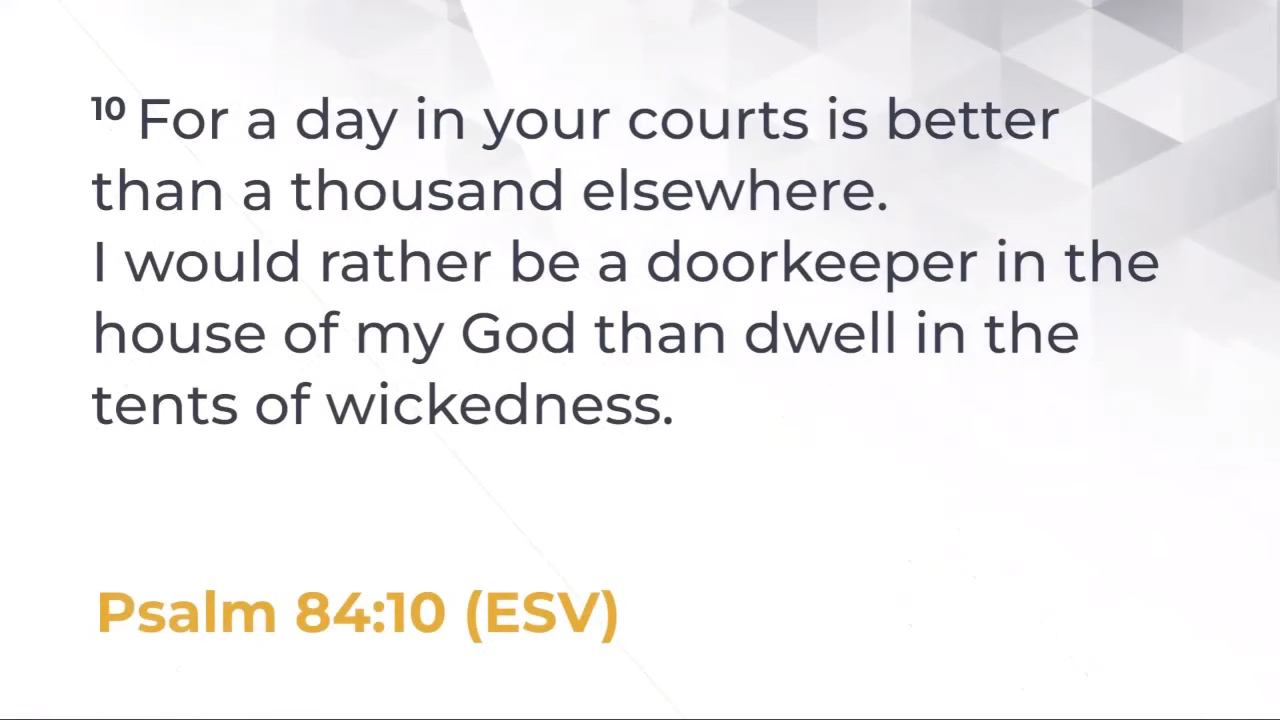 10 For a day in your courts is better
than a thousand elsewhere.
I would rather be a doorkeeper in the
house of my God than dwell in the
tents of wickedness.
Psalm 84:10 (ESV)